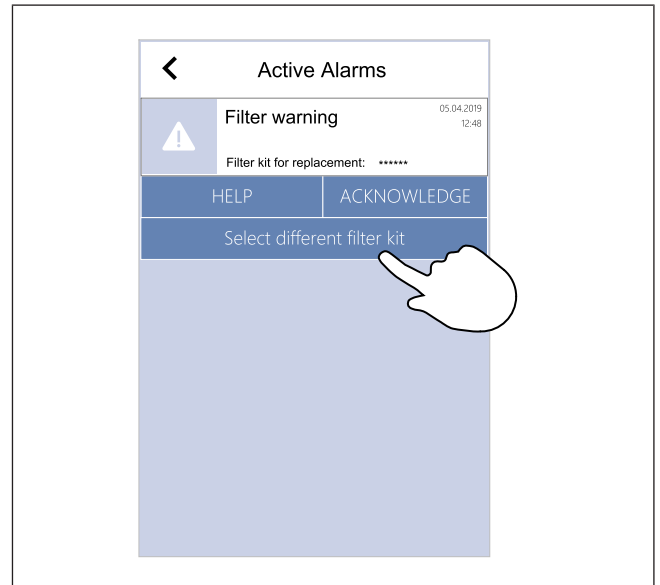 Active Alarms
Filter warning
05.04.2019
12:48
Filter kit for replacement: ******
HELP
ACKNOWLEDGE
Select different filter kit